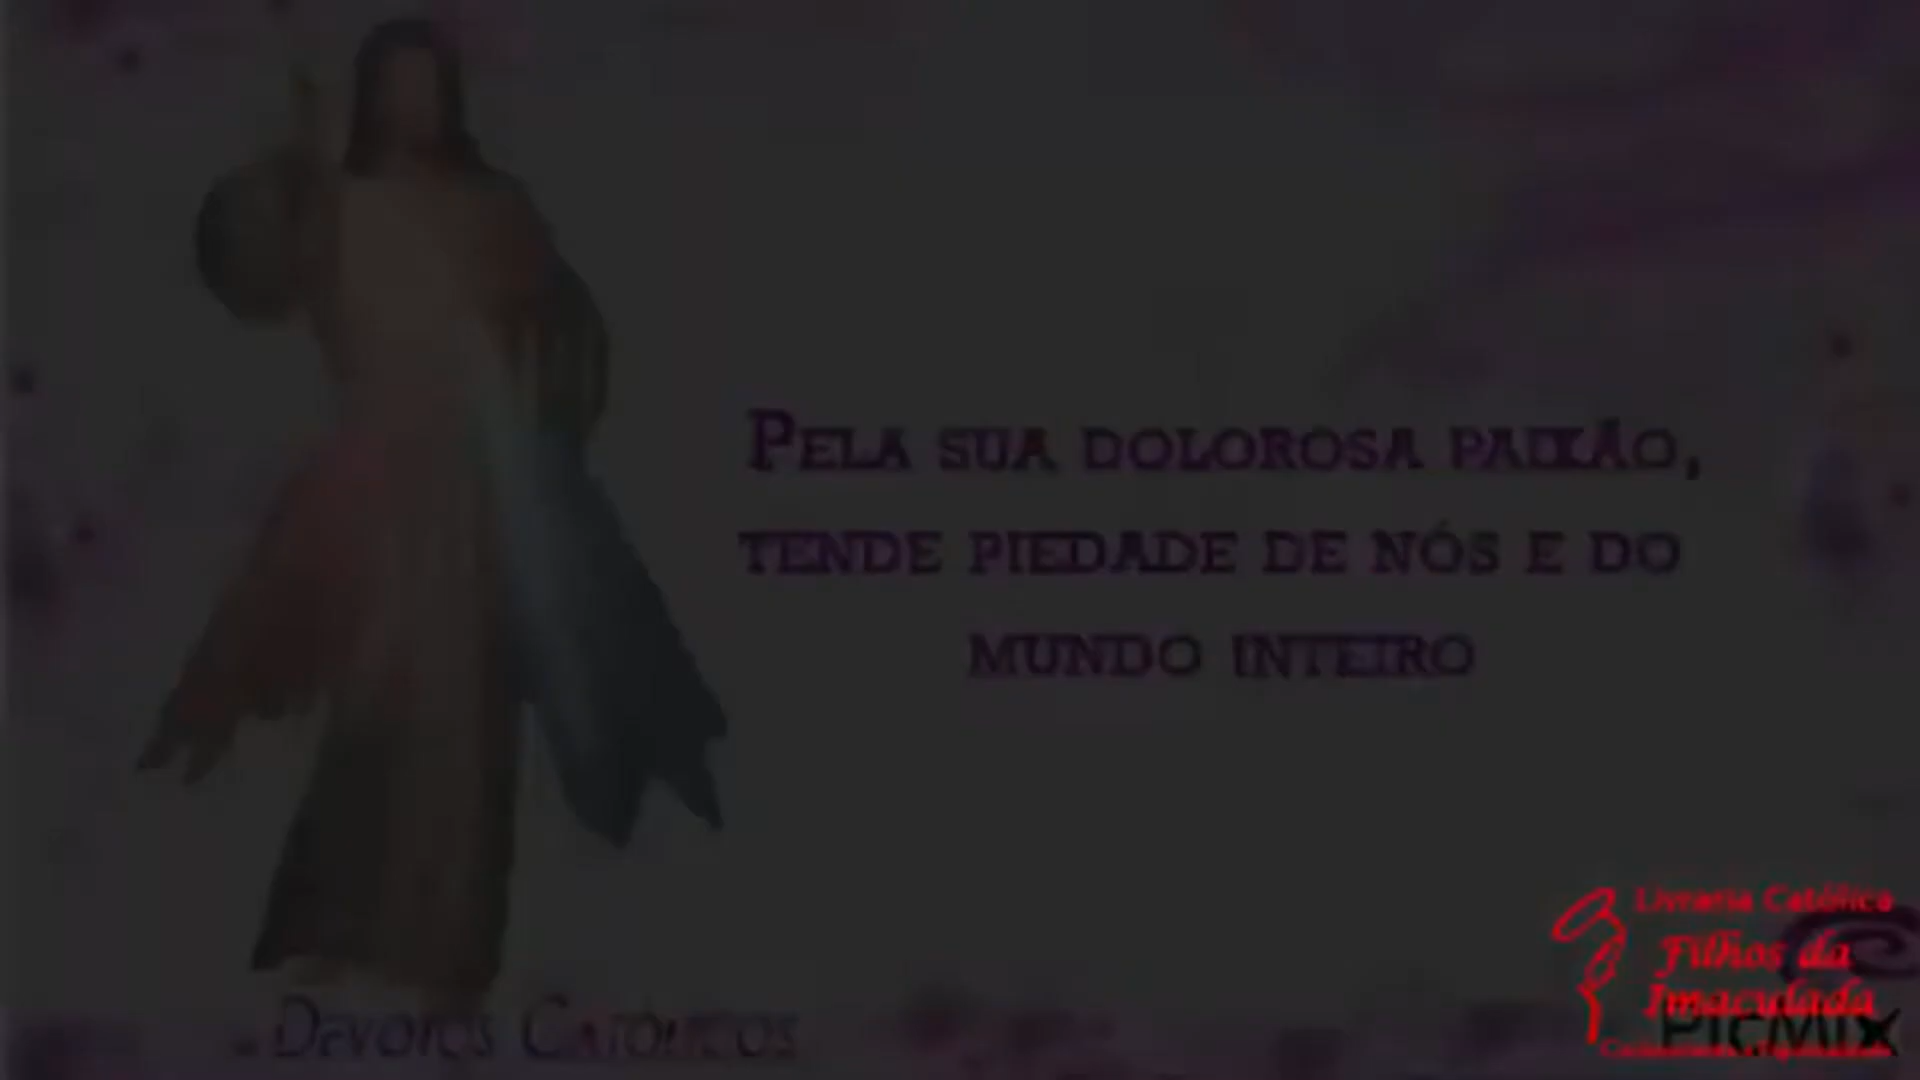 PELA SUA DOLOROSA PAIXÃO,
TENDE PIEDADE DE NÓS E DO
MUNDO INTEIRO
Livraria Católica
Filhos da
Imaculada
PICMIX
DEVOTOS CATÓLICOS